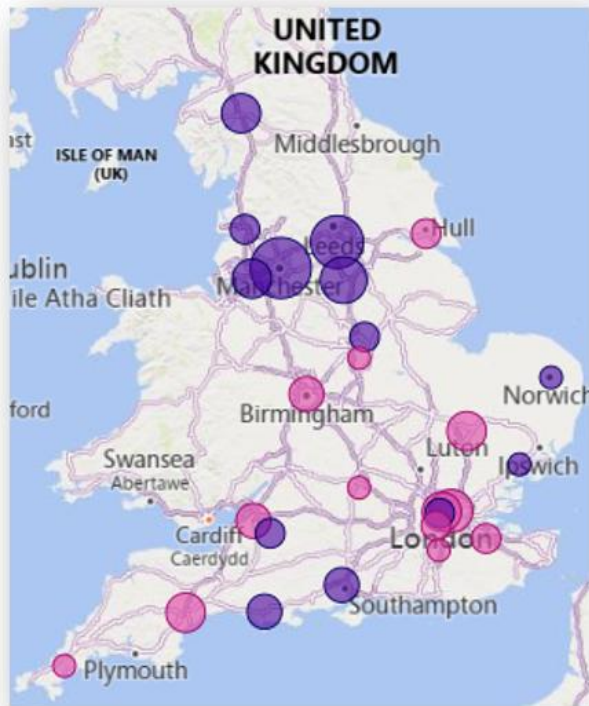 UNITED
KINGDOM
Middlesbrough
ISLE OF MAN
(UK)
Leeds
Hull
Manchester
ublin
ile Atha Cliath
Norwich
ford
Birmingham
Luton
Ipswich
Swansea
Abertawe
Cardiff
Caerdydd
London
Southampton
Plymouth